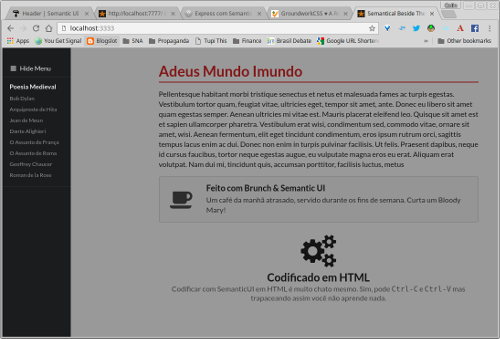 Header | Semantic UI
http://localhost:7777/
Express com Semantic
GroundworkCSS ♥ A R
Semantical Beside The
localhost:3333
Apps
You Get Signal
Blogslot
SNA
Propaganda
Tupi This
Finance
Brasil Debate
Google URL Shorten
»
Other bookmarks
Hide Menu
Poesia Medieval
Bob Dylan
Arquiposte de Hita
Jean de Meun
Dante Alighieri
O Assunto de França
O Assunto de Roma
Geoffrey Chaucer
Roman de la Rose
Adeus Mundo Imundo
Pellentesque habitant morbi tristique senectus et netus et malesuada fames ac turpis egestas.
Vestibulum tortor quam, feugiat vitae, ultricies eget, tempor sit amet, ante. Donec eu libero sit amet
quam egestas semper. Aenean ultricies mi vitae est. Mauris placerat eleifend leo. Quisque sit amet est
et sapien ullamcorper pharetra. Vestibulum erat wisi, condimentum sed, commodo vitae, ornare sit
amet, wisi. Aenean fermentum, elit eget tincidunt condimentum, eros ipsum rutrum orci, sagittis
tempus lacus enim ac dui. Donec non enim in turpis pulvinar facilisis. Ut felis. Praesent dapibus, neque
id cursus faucibus, tortor neque egestas augue, eu vulputate magna eros eu erat. Aliquam erat
volutpat. Nam dui mi, tincidunt quis, accumsan porttitor, facilisis luctus, metus
Feito com Brunch & Semantic UI
Um café da manhã atrasado, servido durante os fins de semana. Curta um Bloody
Mary!
Codificado em HTML
Codificar com SemanticUI em HTML é muito chato mesmo. Sim, pode Ctrl-C e Ctrl-V mas
trapaceando assim você não aprende nada.